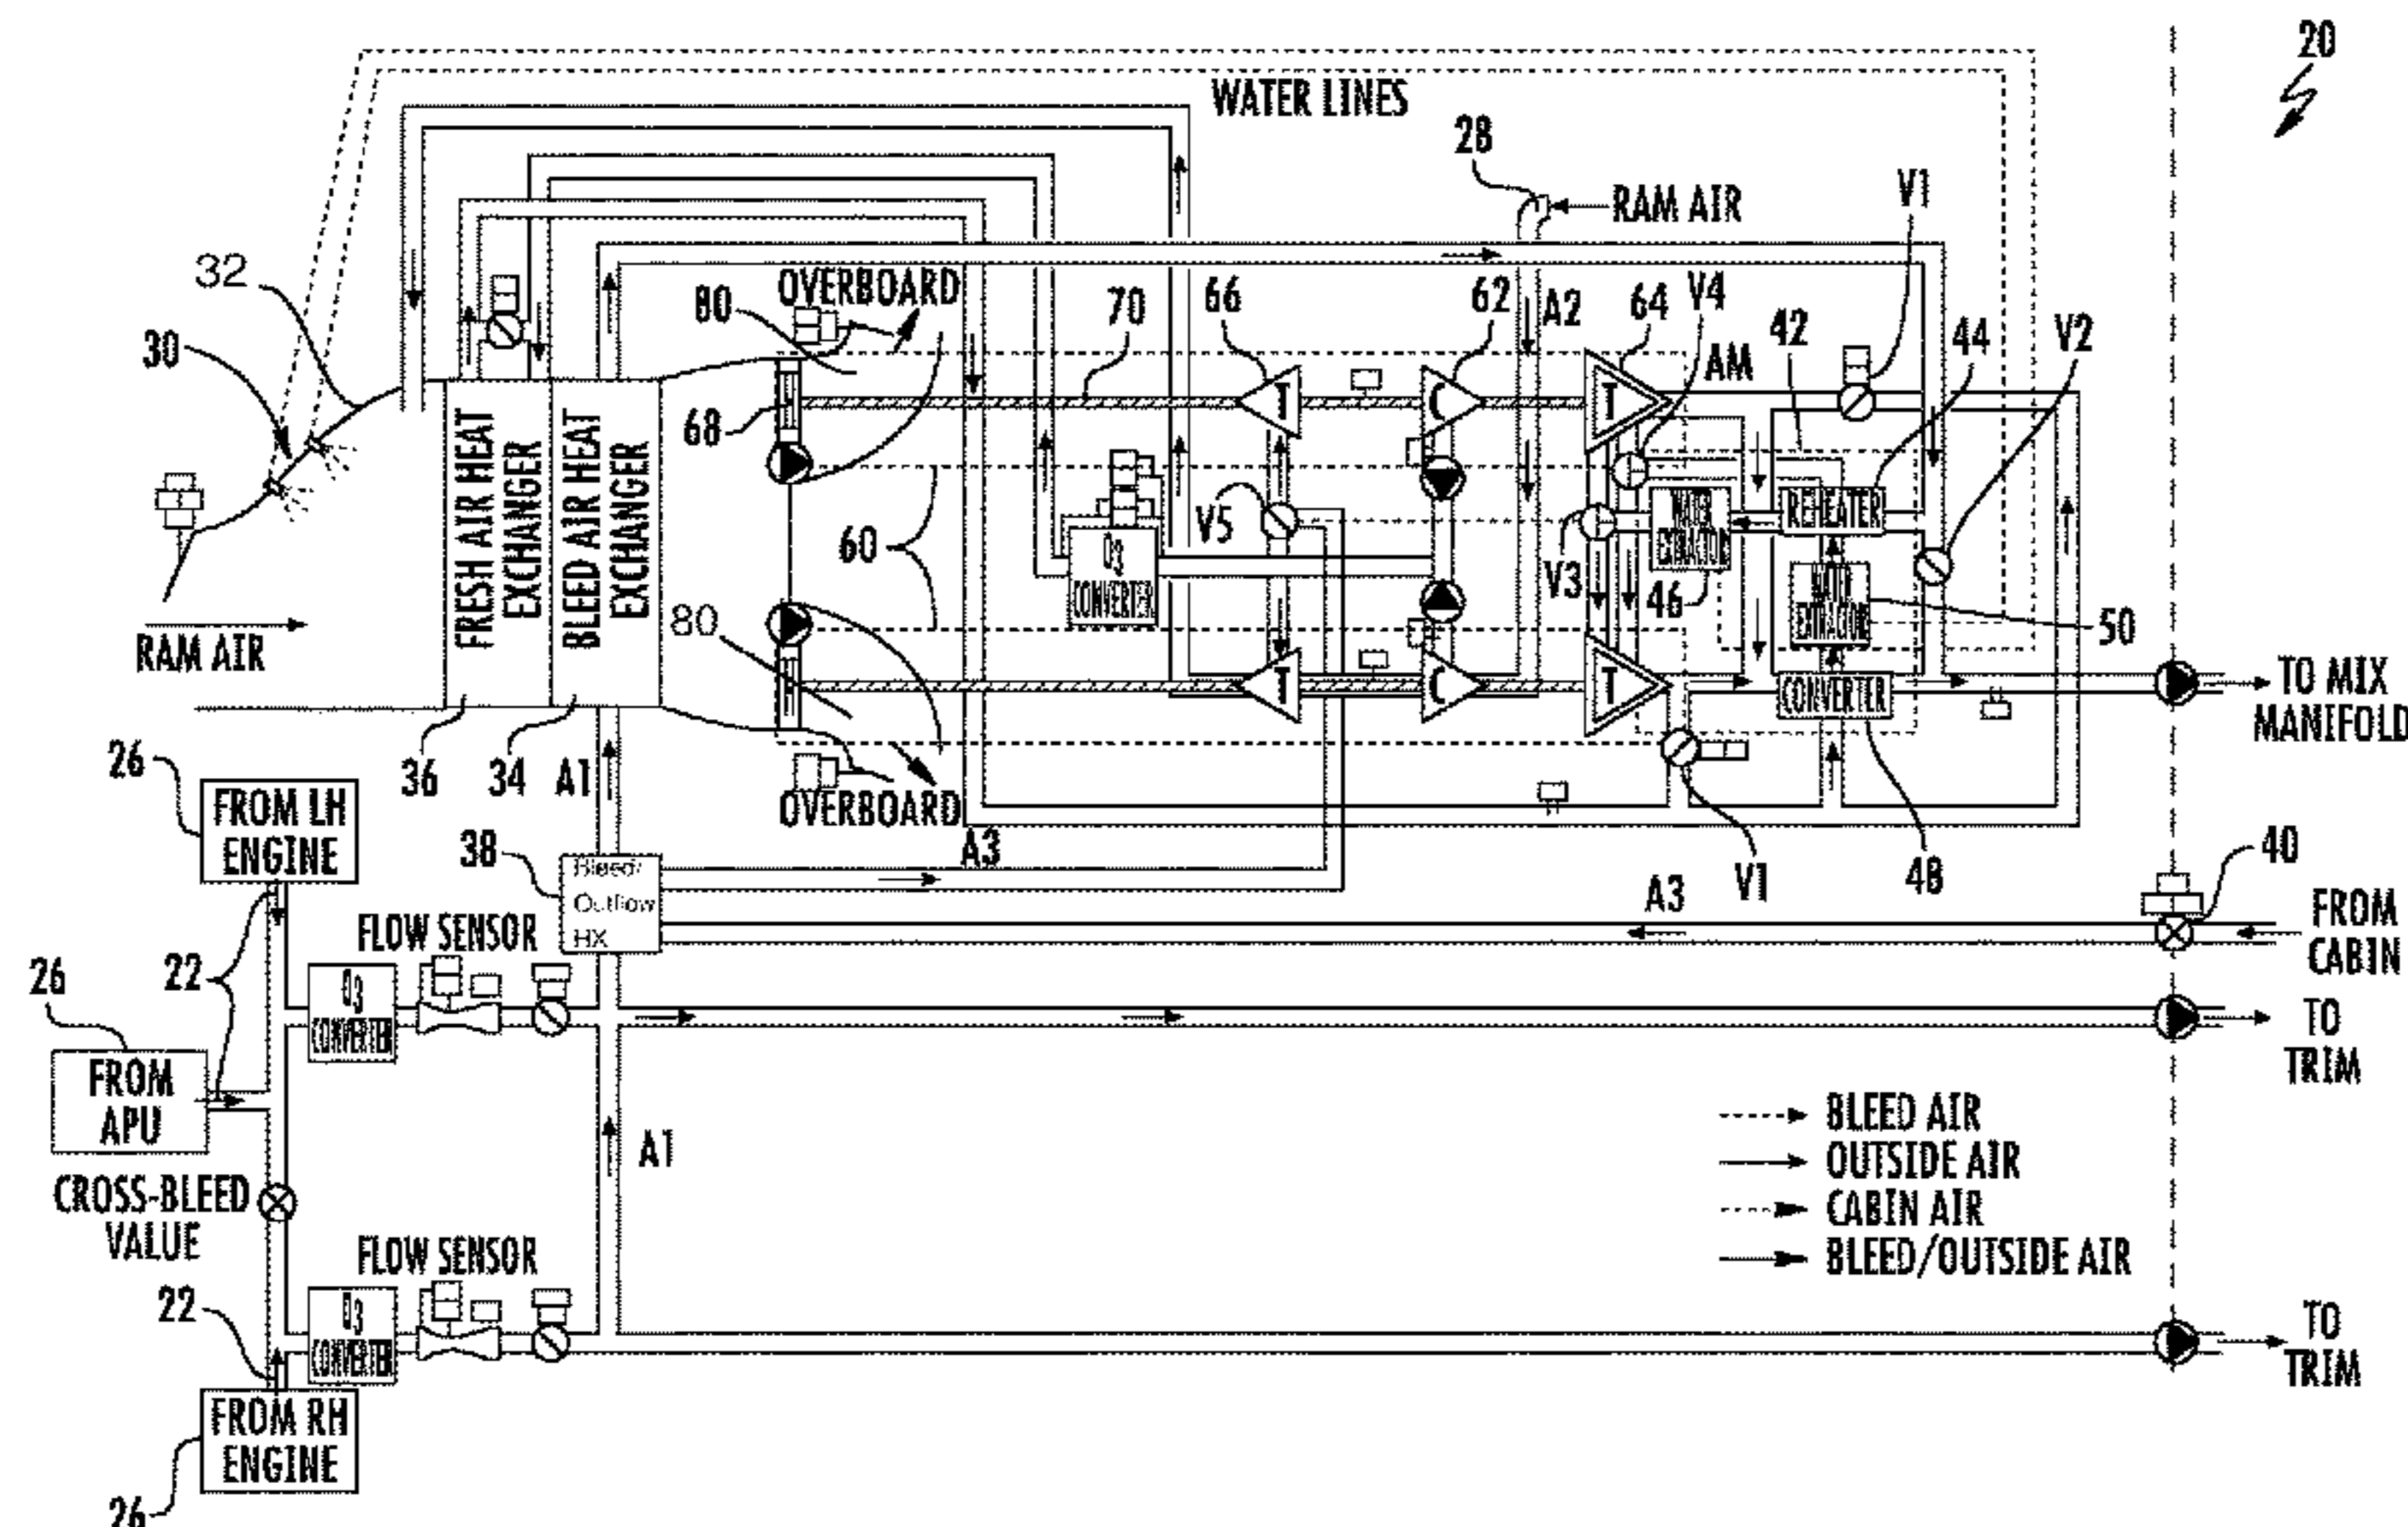 20
WATER LINES
28
RAM AIR
V1
32
30
80
OVERBOARD
70
66
62
A2
64
V4
42
44
V2
AM
68
T
C
T
FRESH AIR HEAT
EXCHANGER
BLEED AIR HEAT
EXCHANGER
60
V5
O3
CONVERTER
V3
WATER
EXTRACTOR
REHEATER
46
WATER
EXTRACTOR
50
RAM AIR
80
T
C
T
CONVERTER
TO MIX
MANIFOLD
36
34
A1
OVERBOARD
26
FROM LH
ENGINE
38
A3
Bleed/
Outflow
HX
V1
48
40
A3
FROM
CABIN
FLOW SENSOR
22
26
O3
CONVERTER
TO
TRIM
FROM
APU
A1
BLEED AIR
OUTSIDE AIR
CABIN AIR
BLEED/OUTSIDE AIR
CROSS-BLEED
VALUE
FLOW SENSOR
22
O3
CONVERTER
TO
TRIM
FROM RH
ENGINE
26